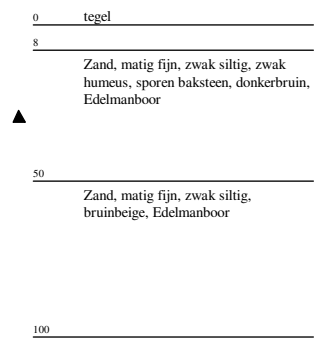 0 tegel
8
Zand, matig fijn, zwak siltig, zwak
humeus, sporen baksteen, donkerbruin,
Edelmanboor
50
Zand, matig fijn, zwak siltig,
bruinbeige, Edelmanboor
100